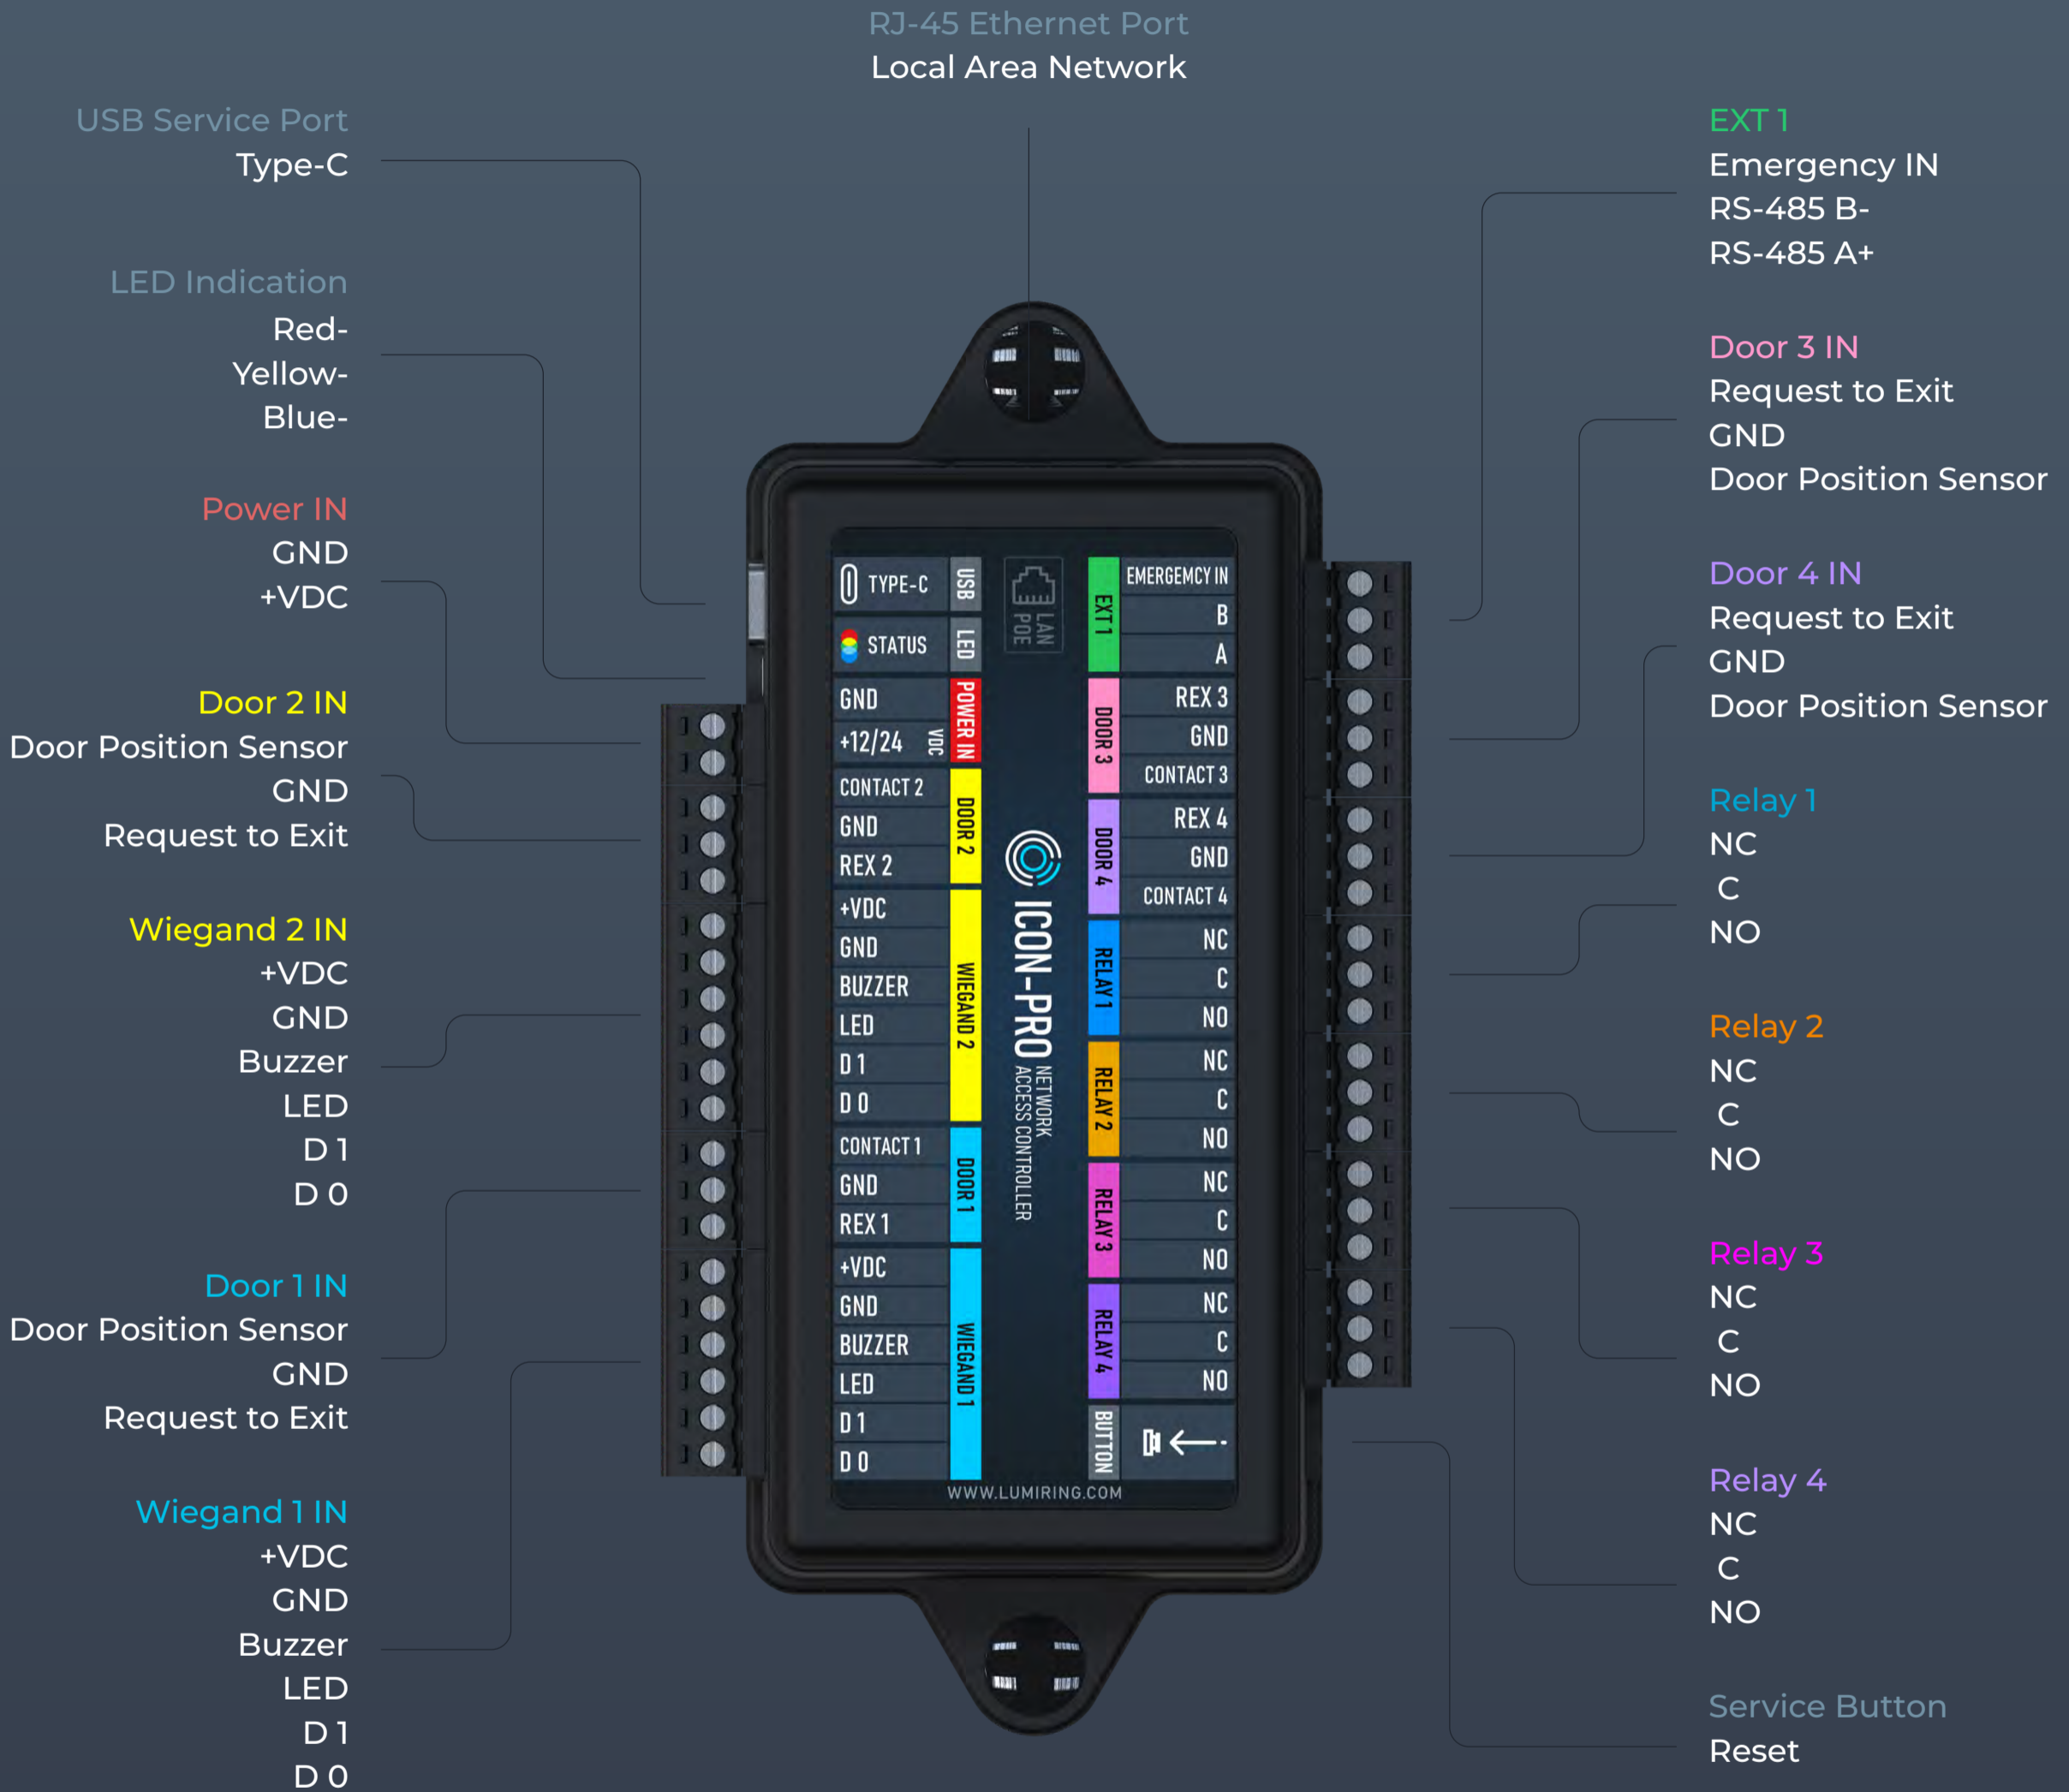 RJ-45 Ethernet Port
Local Area Network
USB Service Port
Type-C
LED Indication
Red-
Yellow-
Blue-
Power IN
GND
+VDC
Door 2 IN
Door Position Sensor
GND
Request to Exit
Wiegand 2 IN
+VDC
GND
Buzzer
LED
D 1
D 0
Door 1 IN
Door Position Sensor
GND
Request to Exit
Wiegand 1 IN
+VDC
GND
Buzzer
LED
D 1
D 0
TYPE-C
USB
STATUS
LED
GND
+12/24 VDC
POWER IN
CONTACT 2
GND
REX 2
DOOR 2
+VDC
GND
BUZZER
LED
D 1
D 0
WIEGAND 2
CONTACT 1
GND
REX 1
DOOR 1
+VDC
GND
BUZZER
LED
D 1
D 0
WIEGAND 1
LAN
POE
ICON-PRO
NETWORK
ACCESS CONTROLLER
EXT 1
EMERGEMCY IN
B
A
DOOR 3
REX 3
GND
CONTACT 3
DOOR 4
REX 4
GND
CONTACT 4
RELAY 1
NC
C
NO
RELAY 2
NC
C
NO
RELAY 3
NC
C
NO
RELAY 4
NC
C
NO
BUTTON
WWW.LUMIRING.COM
EXT 1
Emergency IN
RS-485 B-
RS-485 A+
Door 3 IN
Request to Exit
GND
Door Position Sensor
Door 4 IN
Request to Exit
GND
Door Position Sensor
Relay 1
NC
C
NO
Relay 2
NC
C
NO
Relay 3
NC
C
NO
Relay 4
NC
C
NO
Service Button
Reset